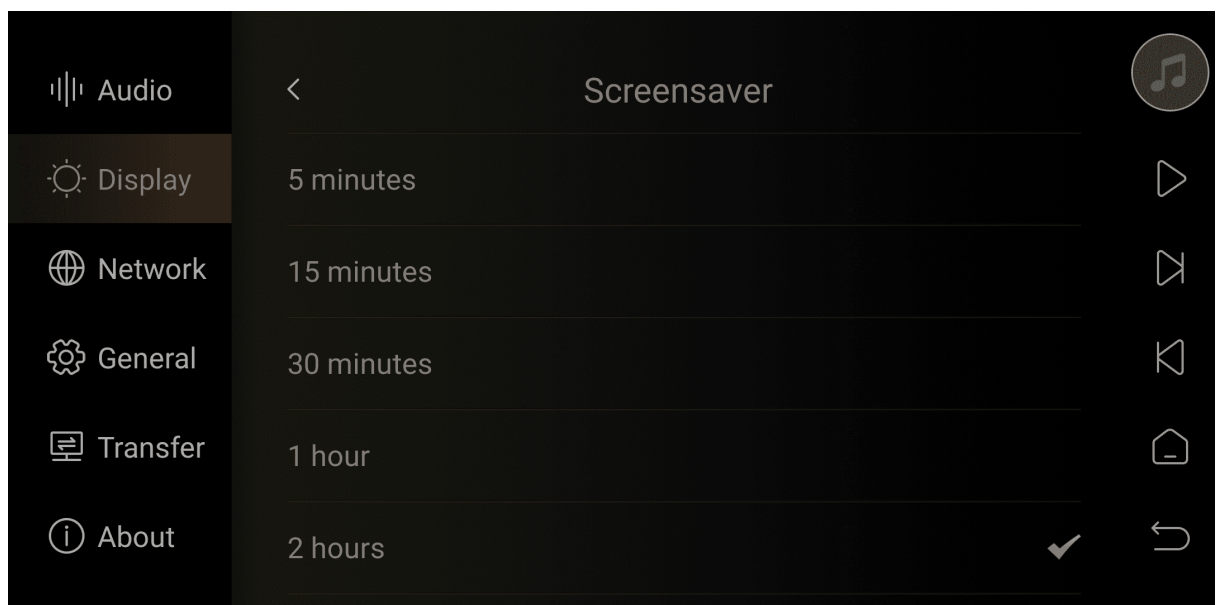 Audio
Display
Network
General
Transfer
About
Screensaver
5 minutes
15 minutes
30 minutes
1 hour
2 hours